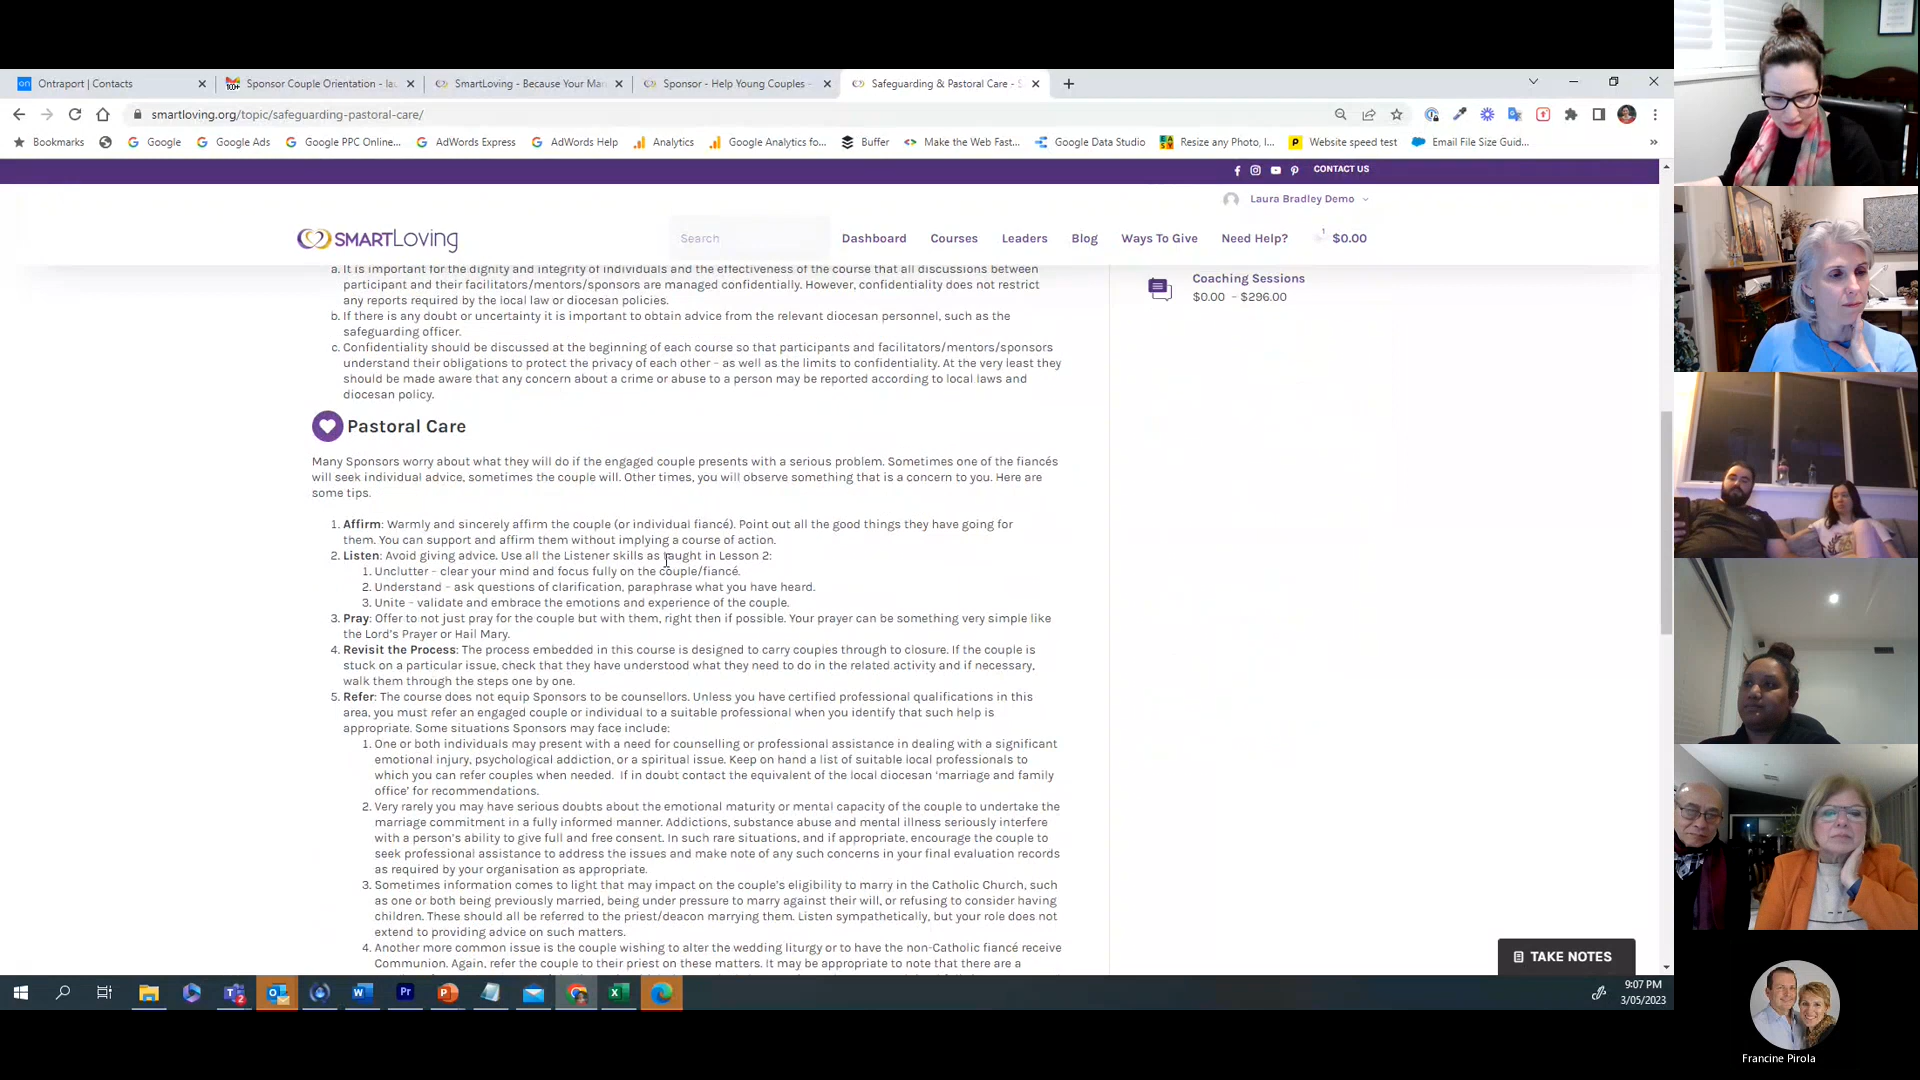 Ontraport | Contacts
Sponsor Couple Orientation - la
SmartLoving - Because Your Mar
Sponsor - Help Young Couples -
Safeguarding & Pastoral Care - S
smartloving.org/topic/safeguarding-pastoral-care/
Bookmarks
Google
Google Ads
Google PPC Online...
AdWords Express
AdWords Help
Analytics
Google Analytics fo...
Buffer
Make the Web Fast...
Google Data Studio
Resize any Photo, I...
Website speed test
Email File Size Guid...
CONTACT US
Laura Bradley Demo
SMARTLOVING
Search
Dashboard
Courses
Leaders
Blog
Ways To Give
Need Help?
1
$0.00
a. It is important for the dignity and integrity of individuals and the effectiveness of the course that all discussions between
participant and their facilitators/mentors/sponsors are managed confidentially. However, confidentiality does not restrict
any reports required by the local law or diocesan policies.
b. If there is any doubt or uncertainty it is important to obtain advice from the relevant diocesan personnel, such as the
safeguarding officer.
c. Confidentiality should be discussed at the beginning of each course so that participants and facilitators/mentors/sponsors
understand their obligations to protect the privacy of each other – as well as the limits to confidentiality. At the very least they
should be made aware that any concern about a crime or abuse to a person may be reported according to local laws and
diocesan policy.
Coaching Sessions
$0.00 – $296.00
Pastoral Care
Many Sponsors worry about what they will do if the engaged couple presents with a serious problem. Sometimes one of the fiancés
will seek individual advice, sometimes the couple will. Other times, you will observe something that is a concern to you. Here are
some tips.
1. Affirm: Warmly and sincerely affirm the couple (or individual fiancé). Point out all the good things they have going for
them. You can support and affirm them without implying a course of action.
2. Listen: Avoid giving advice. Use all the Listener skills as taught in Lesson 2:
1. Unclutter – clear your mind and focus fully on the couple/fiancé.
2. Understand – ask questions of clarification, paraphrase what you have heard.
3. Unite – validate and embrace the emotions and experience of the couple.
3. Pray: Offer to not just pray for the couple but with them, right then if possible. Your prayer can be something very simple like
the Lord's Prayer or Hail Mary.
4. Revisit the Process: The process embedded in this course is designed to carry couples through to closure. If the couple is
stuck on a particular issue, check that they have understood what they need to do in the related activity and if necessary,
walk them through the steps one by one.
5. Refer: The course does not equip Sponsors to be counsellors. Unless you have certified professional qualifications in this
area, you must refer an engaged couple or individual to a suitable professional when you identify that such help is
appropriate. Some situations Sponsors may face include:
1. One or both individuals may present with a need for counselling or professional assistance in dealing with a significant
emotional injury, psychological addiction, or a spiritual issue. Keep on hand a list of suitable local professionals to
which you can refer couples when needed. If in doubt contact the equivalent of the local diocesan 'marriage and family
office' for recommendations.
2. Very rarely you may have serious doubts about the emotional maturity or mental capacity of the couple to undertake the
marriage commitment in a fully informed manner. Addictions, substance abuse and mental illness seriously interfere
with a person's ability to give full and free consent. In such rare situations, and if appropriate, encourage the couple to
seek professional assistance to address the issues and make note of any such concerns in your final evaluation records
as required by your organisation as appropriate.
3. Sometimes information comes to light that may impact on the couple's eligibility to marry in the Catholic Church, such
as one or both being previously married, being under pressure to marry against their will, or refusing to consider having
children. These should all be referred to the priest/deacon marrying them. Listen sympathetically, but your role does not
extend to providing advice on such matters.
4. Another more common issue is the couple wishing to alter the wedding liturgy or to have the non-Catholic fiancé receive
Communion. Again, refer the couple to their priest on these matters. It may be appropriate to note that there are a
TAKE NOTES
9:07 PM
3/05/2023
Francine Pirola